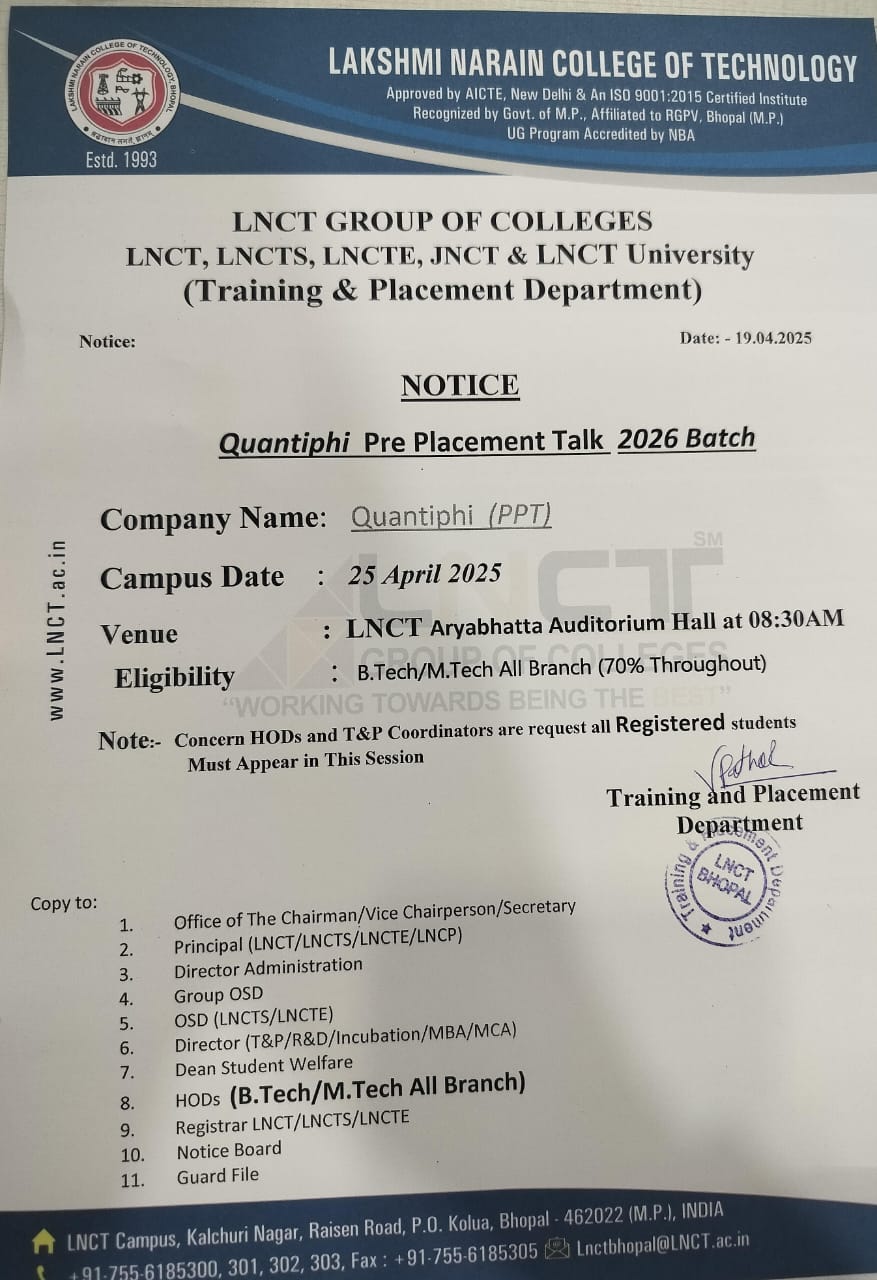 LAKSHMI NARAIN COLLEGE OF TECHNOLOGY, BHOPAL
Estd. 1993
LAKSHMI NARAIN COLLEGE OF TECHNOLOGY
Approved by AICTE, New Delhi & An ISO 9001:2015 Certified Institute
Recognized by Govt. of M.P., Affiliated to RGPV, Bhopal (M.P.)
UG Program Accredited by NBA
LNCT GROUP OF COLLEGES
LNCT, LNCTS, LNCTE, JNCT & LNCT University
(Training & Placement Department)
Notice:
Date: - 19.04.2025
NOTICE
Quantiphi Pre Placement Talk 2026 Batch
Company Name: Quantiphi (PPT)
Campus Date : 25 April 2025
Venue : LNCT Aryabhatta Auditorium Hall at 08:30AM
Eligibility : B.Tech/M.Tech All Branch (70% Throughout)
LNCT SM
GROUP OF COLLEGES
“WORKING TOWARDS BEING THE BEST”
www.LNCT.ac.in
Note:- Concern HODs and T&P Coordinators are request all Registered students
Must Appear in This Session
Training and Placement
Department
Training & Placement Department
LNCT
BHOPAL
Copy to:
1. Office of The Chairman/Vice Chairperson/Secretary
2. Principal (LNCT/LNCTS/LNCTE/LNCP)
3. Director Administration
4. Group OSD
5. OSD (LNCTS/LNCTE)
6. Director (T&P/R&D/Incubation/MBA/MCA)
7. Dean Student Welfare
8. HODs (B.Tech/M.Tech All Branch)
9. Registrar LNCT/LNCTS/LNCTE
10. Notice Board
11. Guard File
LNCT Campus, Kalchuri Nagar, Raisen Road, P.O. Kolua, Bhopal - 462022 (M.P.), INDIA
+91-755-6185300, 301, 302, 303, Fax : +91-755-6185305 Lnctbhopal@LNCT.ac.in